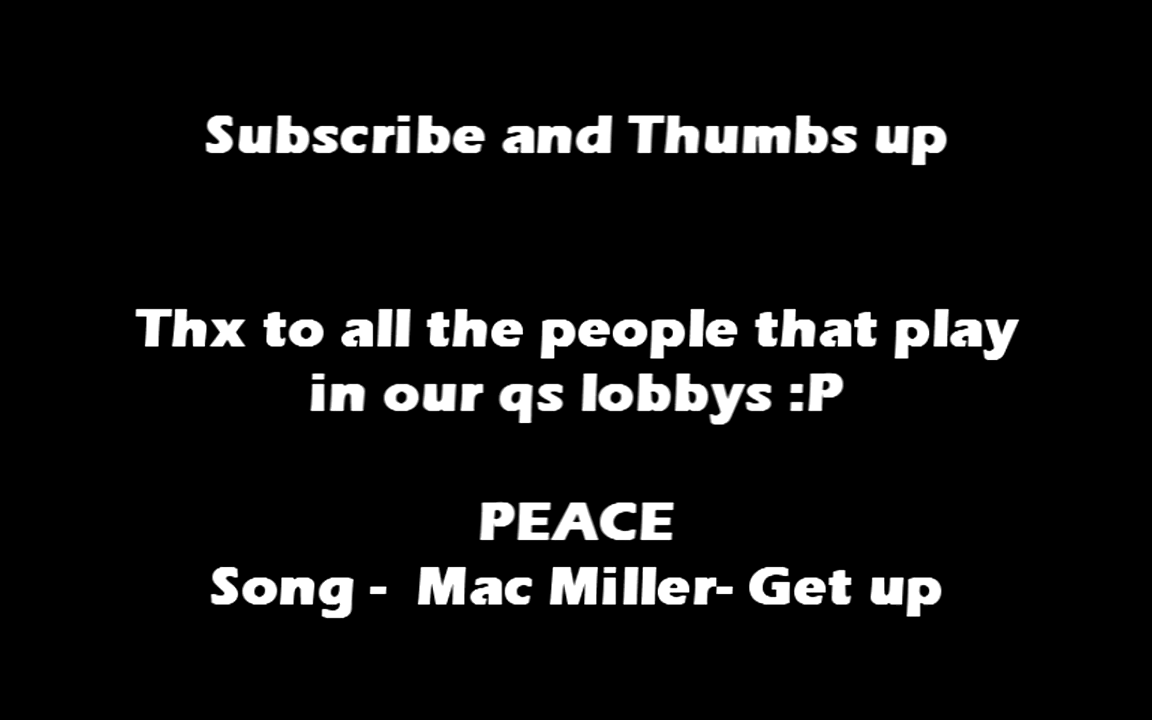 Subscribe and Thumbs up
Thx to all the people that play
in our qs lobbys :P
PEACE
Song -  Mac Miller- Get up